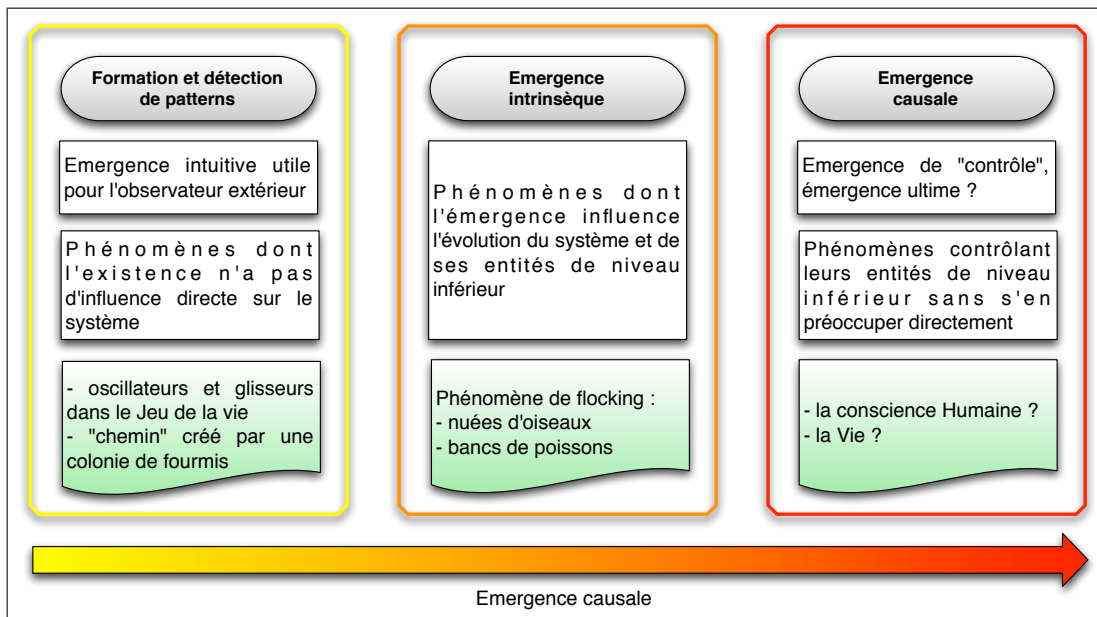 Formation et détection
de patterns
Emergence intuitive utile
pour l'observateur extérieur
Phénomènes dont
l'existence n'a pas
d'influence directe sur le
système
- oscillateurs et glisseurs
dans le Jeu de la vie
- "chemin" créé par une
colonie de fourmis
Emergence
intrinsèque
Phénomènes dont
l'émergence influence
l'évolution du système et de
ses entités de niveau
inférieur
Phénomène de flocking :
- nuées d'oiseaux
- bancs de poissons
Emergence
causale
Emergence de "contrôle",
émergence ultime ?
Phénomènes contrôlant
leurs entités de niveau
inférieur sans s'en
préoccuper directement
- la conscience Humaine ?
- la Vie ?
Emergence causale